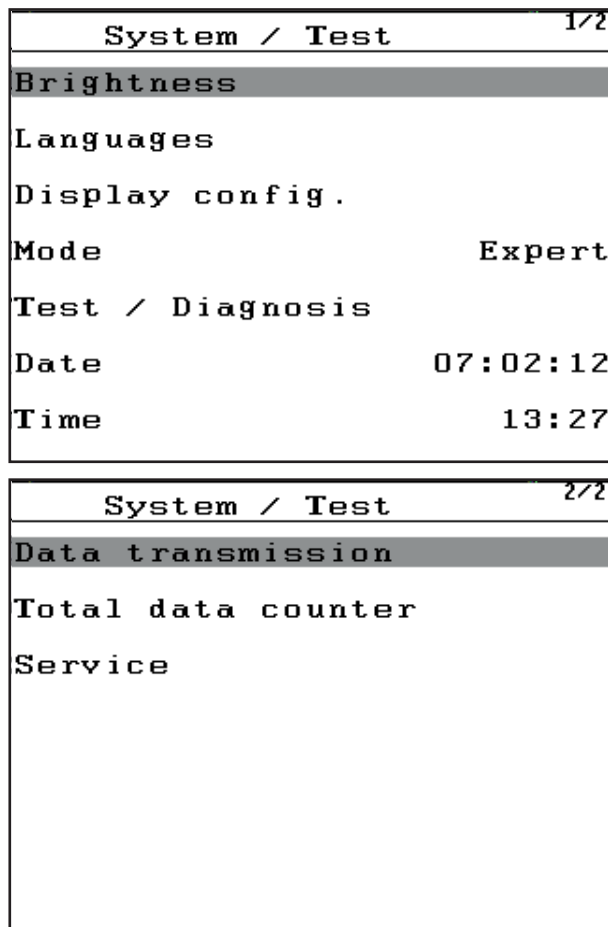 System / Test 1/2
Brightness
Languages
Display config.
Mode Expert
Test / Diagnosis
Date 07:02:12
Time 13:27
System / Test 2/2
Data transmission
Total data counter
Service